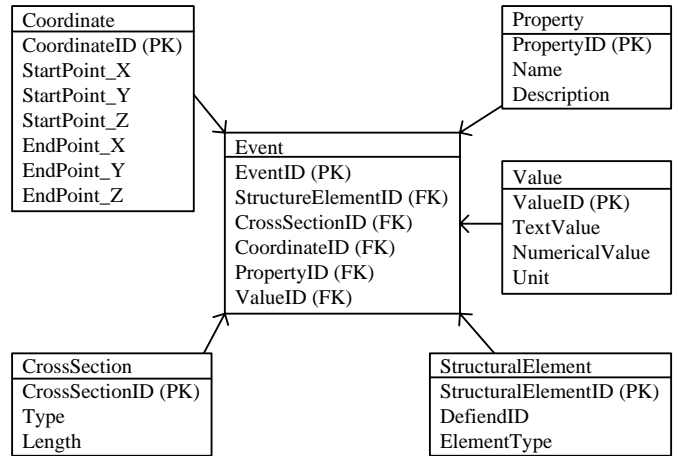 Coordinate
CoordinateID (PK)
StartPoint_X
StartPoint_Y
StartPoint_Z
EndPoint_X
EndPoint_Y
EndPoint_Z
Property
PropertyID (PK)
Name
Description
Event
EventID (PK)
StructureElementID (FK)
CrossSectionID (FK)
CoordinateID (FK)
PropertyID (FK)
ValueID (FK)
Value
ValueID (PK)
TextValue
NumericalValue
Unit
CrossSection
CrossSectionID (PK)
Type
Length
StructuralElement
StructuralElementID (PK)
DefiendID
ElementType